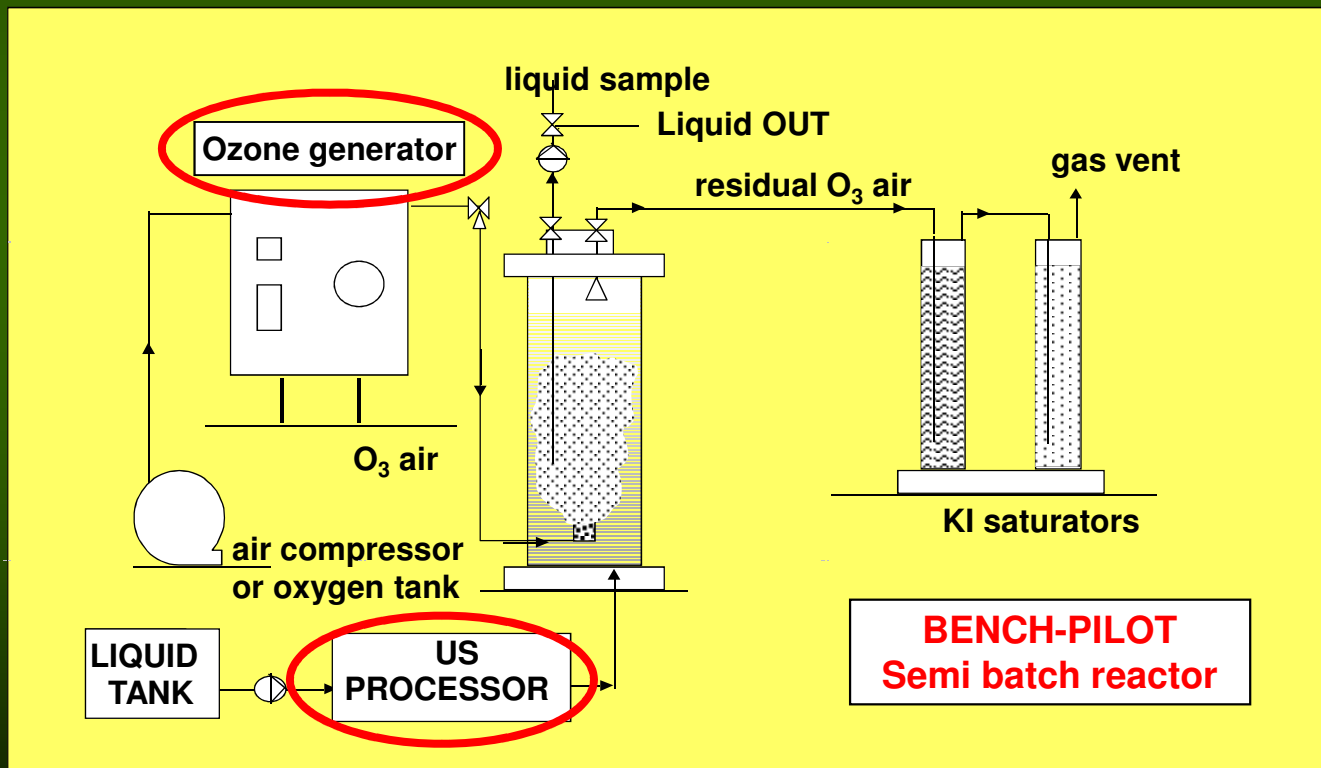 liquid sample
Liquid OUT
Ozone generator
gas vent
residual O₃ air
O₃ air
KI saturators
air compressor
or oxygen tank
LIQUID
TANK
US
PROCESSOR
BENCH-PILOT
Semi batch reactor